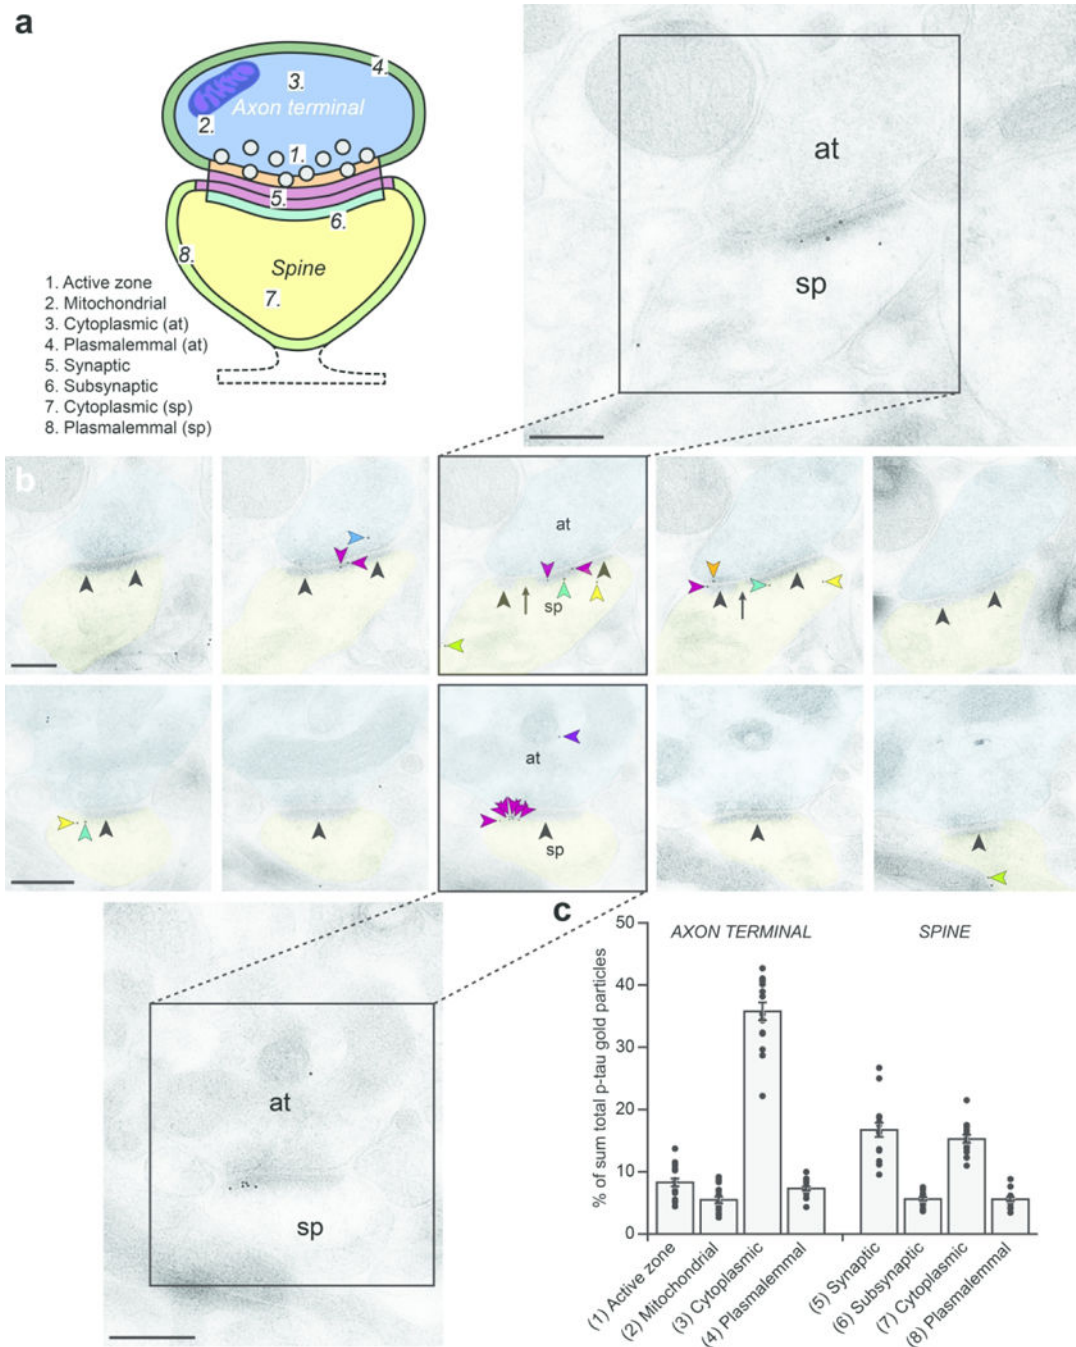 a
4.
3.
Axon terminal
2.
1.
5.
6.
8.
Spine
7.
1. Active zone
2. Mitochondrial
3. Cytoplasmic (at)
4. Plasmalemmal (at)
5. Synaptic
6. Subsynaptic
7. Cytoplasmic (sp)
8. Plasmalemmal (sp)
at
sp
b
at
sp
at
sp
at
sp
c
AXON TERMINAL SPINE
% of sum total p-tau gold particles
50
40
30
20
10
0
(1) Active zone
(2) Mitochondrial
(3) Cytoplasmic
(4) Plasmalemmal
(5) Synaptic
(6) Subsynaptic
(7) Cytoplasmic
(8) Plasmalemmal